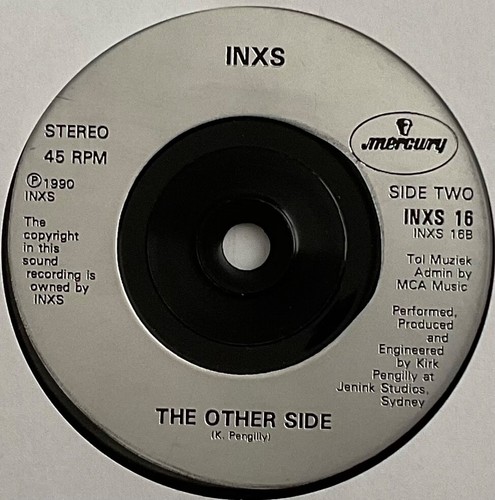 INXS
STEREO
45 RPM
℗ 1990
INXS
The
copyright
in this
sound
recording is
owned by
INXS
mercury
SIDE TWO
INXS 16
INXS 16B
Tol Muziek
Admin by
MCA Music
Performed,
Produced
and
Engineered
by Kirk
Pengilly at
Jenink Studios,
Sydney
THE OTHER SIDE
(K. Pengilly)